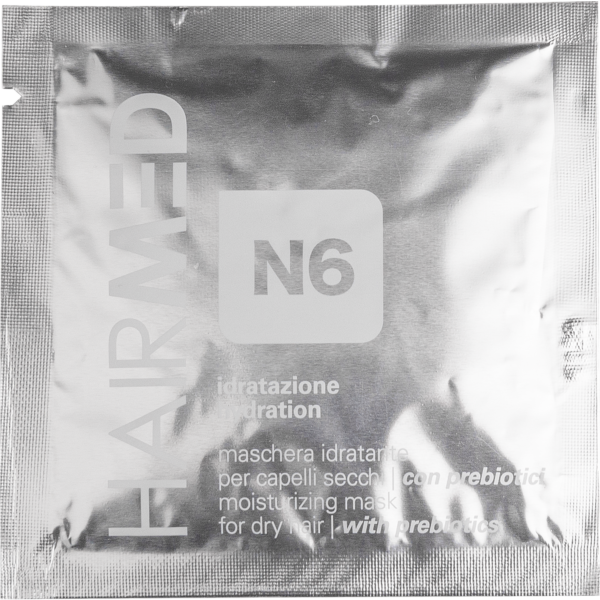 HAIRMED
N6
idratazione
hydration
maschera idratante
per capelli secchi | con prebiotici
moisturizing mask
for dry hair | with prebiotics